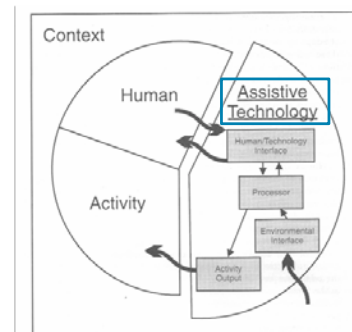 Context
Human
Assistive
Technology
Human/Technology
Interface
Processor
Activity
Environmental
Interface
Activity
Output